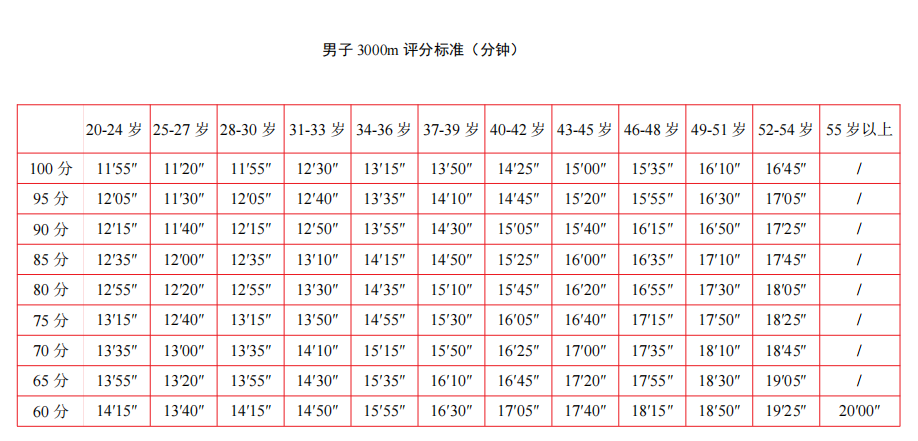 男子 3000m 评分标准（分钟）
20-24 岁 25-27 岁 28-30 岁 31-33 岁 34-36 岁 37-39 岁 40-42 岁 43-45 岁 46-48 岁 49-51 岁 52-54 岁 55 岁以上
100 分 11′55″ 11′20″ 11′55″ 12′30″ 13′15″ 13′50″ 14′25″ 15′00″ 15′35″ 16′10″ 16′45″ /
95 分 12′05″ 11′30″ 12′05″ 12′40″ 13′35″ 14′10″ 14′45″ 15′20″ 15′55″ 16′30″ 17′05″ /
90 分 12′15″ 11′40″ 12′15″ 12′50″ 13′55″ 14′30″ 15′05″ 15′40″ 16′15″ 16′50″ 17′25″ /
85 分 12′35″ 12′00″ 12′35″ 13′10″ 14′15″ 14′50″ 15′25″ 16′00″ 16′35″ 17′10″ 17′45″ /
80 分 12′55″ 12′20″ 12′55″ 13′30″ 14′35″ 15′10″ 15′45″ 16′20″ 16′55″ 17′30″ 18′05″ /
75 分 13′15″ 12′40″ 13′15″ 13′50″ 14′55″ 15′30″ 16′05″ 16′40″ 17′15″ 17′50″ 18′25″ /
70 分 13′35″ 13′00″ 13′35″ 14′10″ 15′15″ 15′50″ 16′25″ 17′00″ 17′35″ 18′10″ 18′45″ /
65 分 13′55″ 13′20″ 13′55″ 14′30″ 15′35″ 16′10″ 16′45″ 17′20″ 17′55″ 18′30″ 19′05″ /
60 分 14′15″ 13′40″ 14′15″ 14′50″ 15′55″ 16′30″ 17′05″ 17′40″ 18′15″ 18′50″ 19′25″ 20′00″